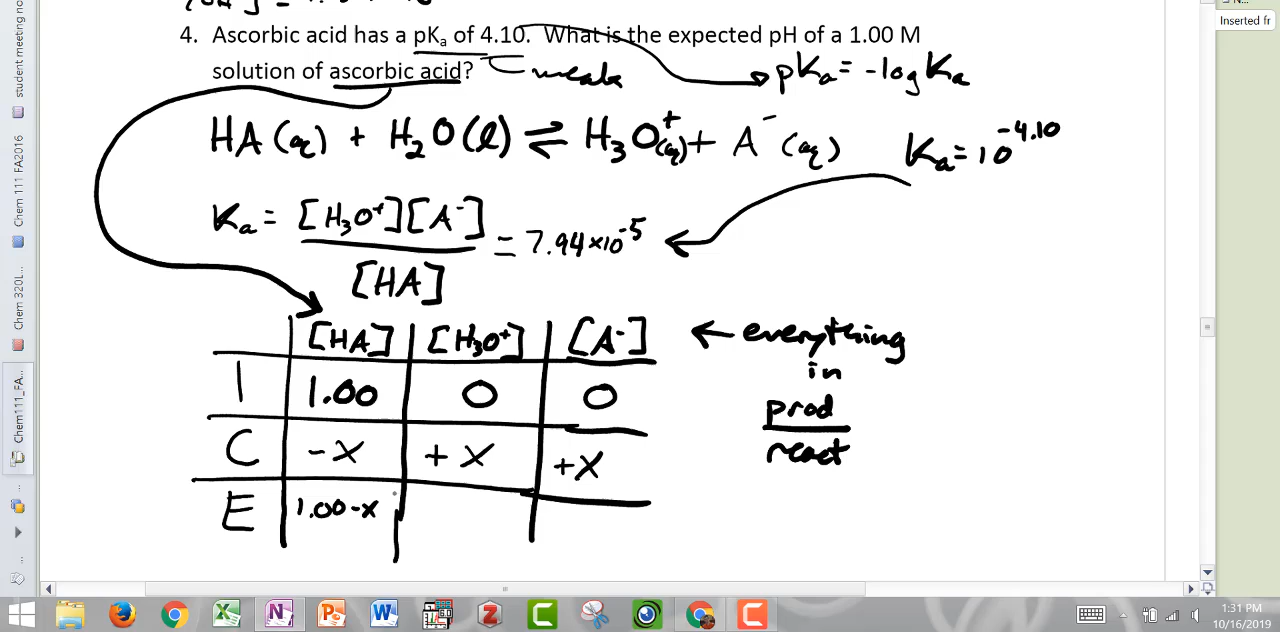 4. Ascorbic acid has a pKa of 4.10. What is the expected pH of a 1.00 M
solution of ascorbic acid?
weak
pKa = -log Ka
HA (aq) + H2O (l) ⇌ H3O+ (aq) + A- (aq)
Ka = 10^-4.10
Ka = [H3O+][A-] / [HA] = 7.94×10^-5
[HA] [H3O+] [A-]
I 1.00 0 0
C -X +X +X
E 1.00-x
← everything
in
prod
react
student meeting no
Chem 111 FA2016
Chem 320L
Chem111_FA
Inserted fr
1:31 PM
10/16/2019